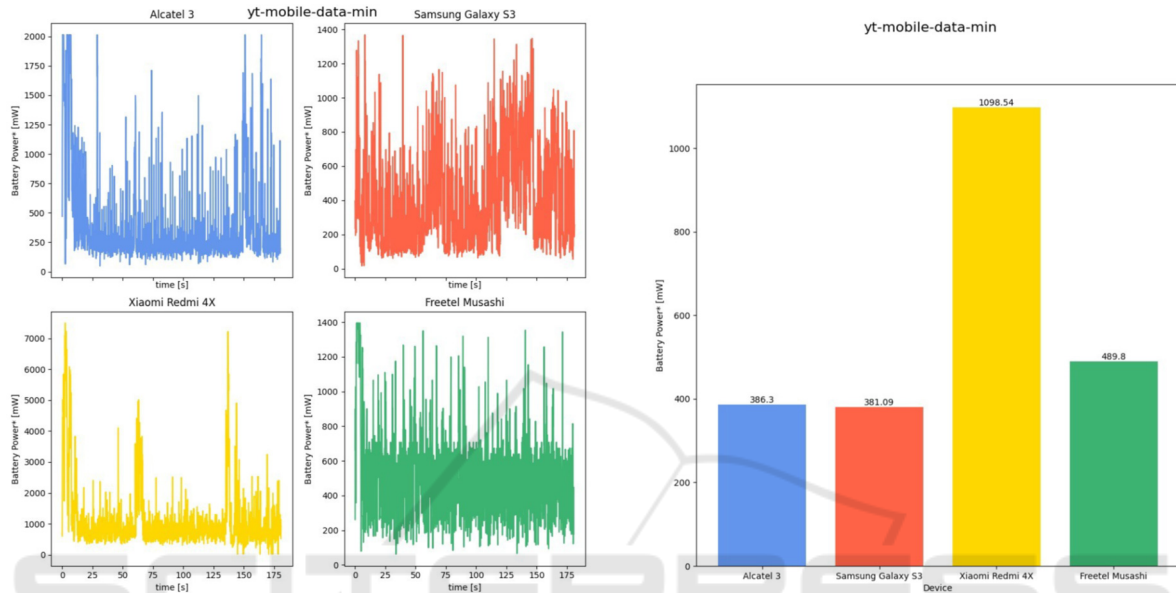 yt-mobile-data-min
Alcatel 3
Battery Power* [mW]
2000
1750
1500
1250
1000
750
500
250
0
time [s]
Samsung Galaxy S3
Battery Power* [mW]
1400
1200
1000
800
600
400
200
0
time [s]
Xiaomi Redmi 4X
Battery Power* [mW]
7000
6000
5000
4000
3000
2000
1000
0
0 25 50 75 100 125 150 175
time [s]
Freetel Musashi
Battery Power* [mW]
1400
1200
1000
800
600
400
200
0
0 25 50 75 100 125 150 175
time [s]
yt-mobile-data-min
Battery Power* [mW]
1000
800
600
400
200
0
386.3
381.09
1098.54
489.8
Alcatel 3 Samsung Galaxy S3 Xiaomi Redmi 4X Freetel Musashi
Device